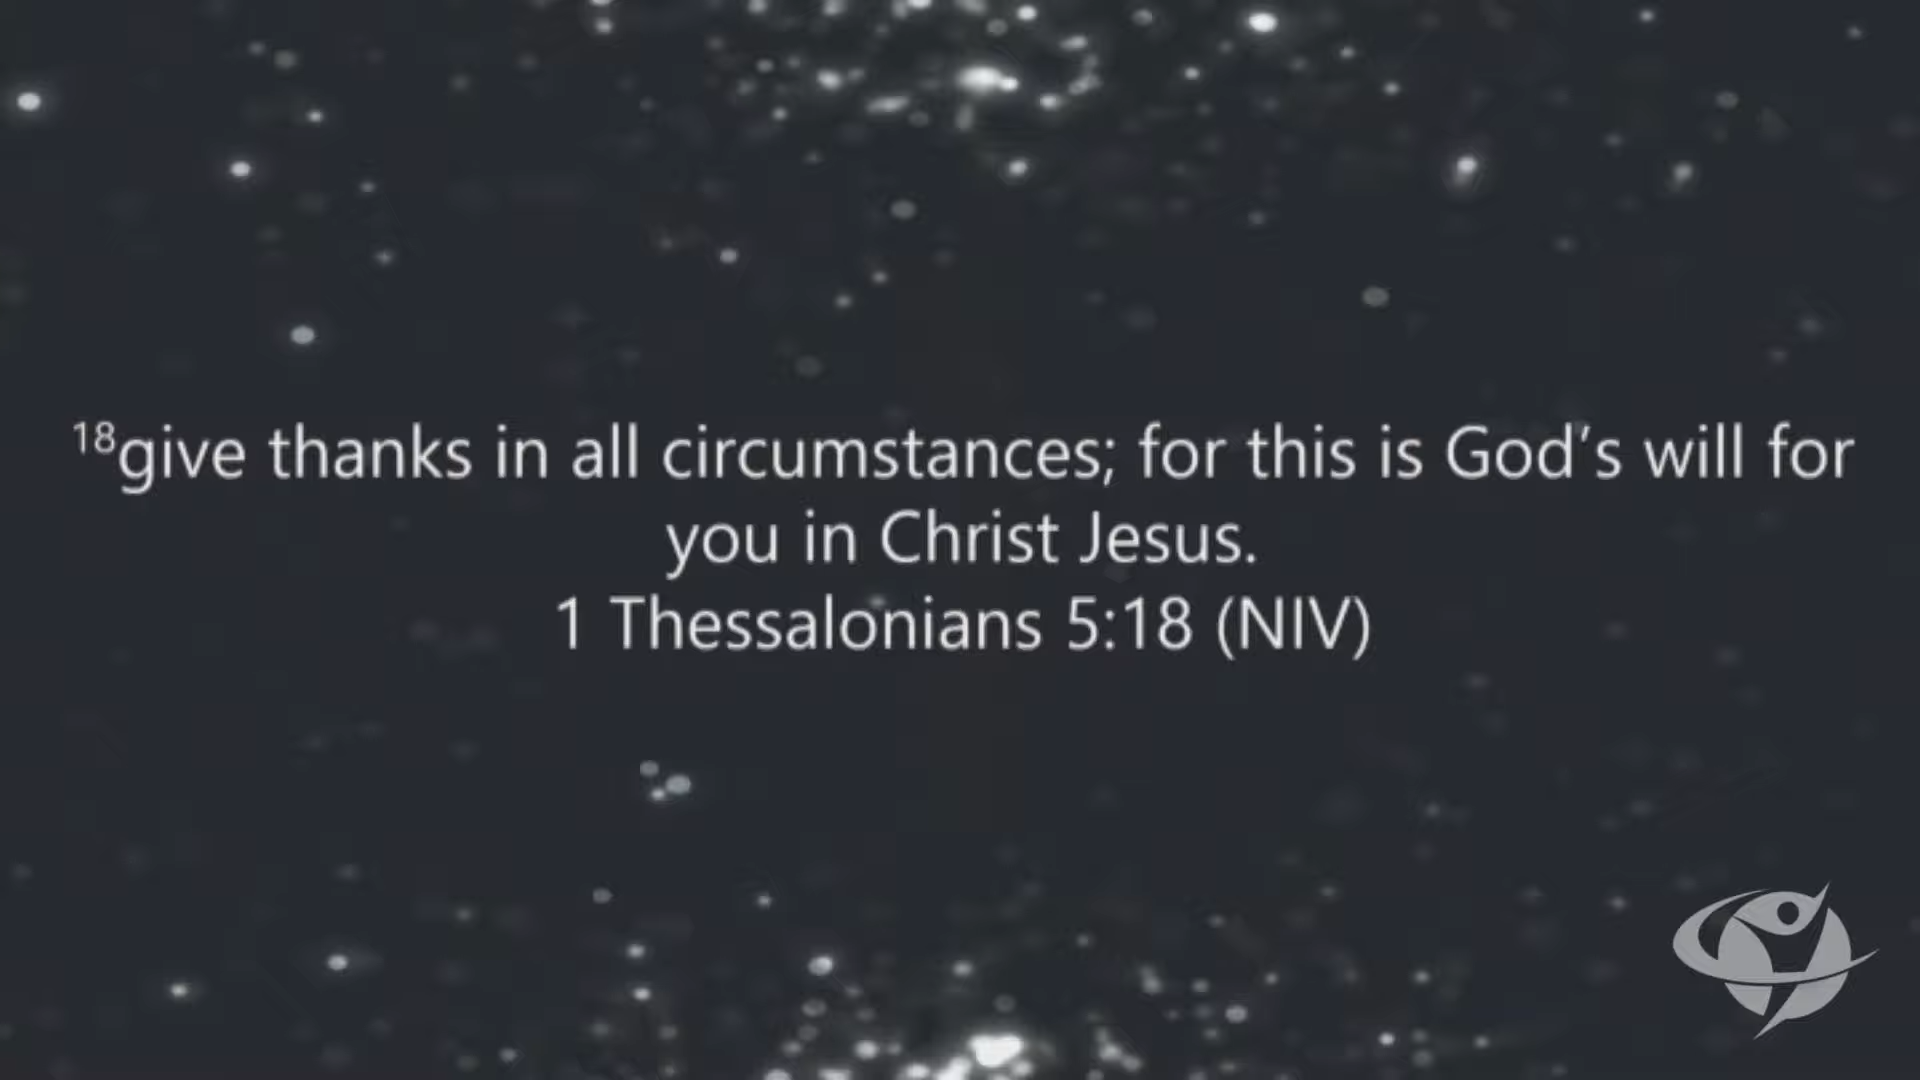 ¹⁸give thanks in all circumstances; for this is God’s will for
you in Christ Jesus.
1 Thessalonians 5:18 (NIV)